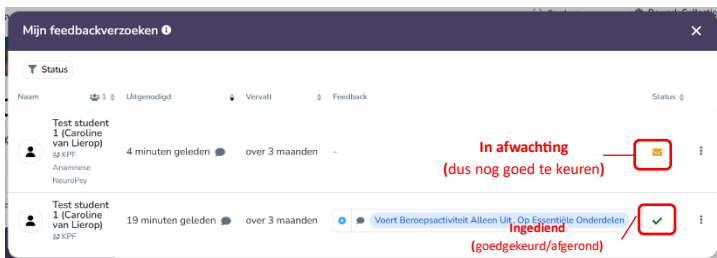 Mijn feedbackverzoeken
Status
Naam 1 Uitgenodigd Vervalt Feedback Status
Test student
1 (Caroline
van Lierop)
KPF
Anamnese
NeuroPsy
4 minuten geleden over 3 maanden -
In afwachting
(dus nog goed te keuren)
Test student
1 (Caroline
van Lierop)
KPF
19 minuten geleden over 3 maanden Voert Beroepsactiviteit Alleen Uit, Op Essentiële Onderdelen
Ingediend
(goedgekeurd/afgerond)